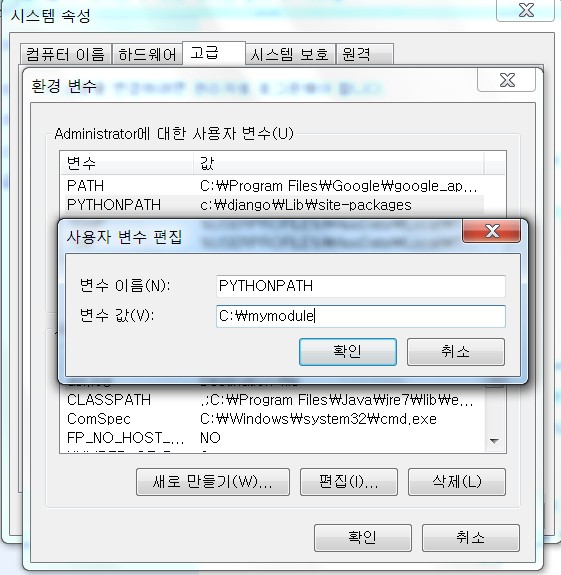 시스템 속성
컴퓨터 이름 하드웨어 고급 시스템 보호 원격
환경 변수
Administrator에 대한 사용자 변수(U)
변수 값
PATH C:₩Program Files₩Google₩google_ap...
PYTHONPATH c:₩django₩Lib₩site-packages
사용자 변수 편집
변수 이름(N): PYTHONPATH
변수 값(V): C:₩mymodule
확인 취소
CLASSPATH .;C:₩Program Files₩Java₩jre7₩lib₩e...
ComSpec C:₩Windows₩system32₩cmd.exe
FP_NO_HOST_... NO
새로 만들기(W)... 편집(I)... 삭제(L)
확인 취소